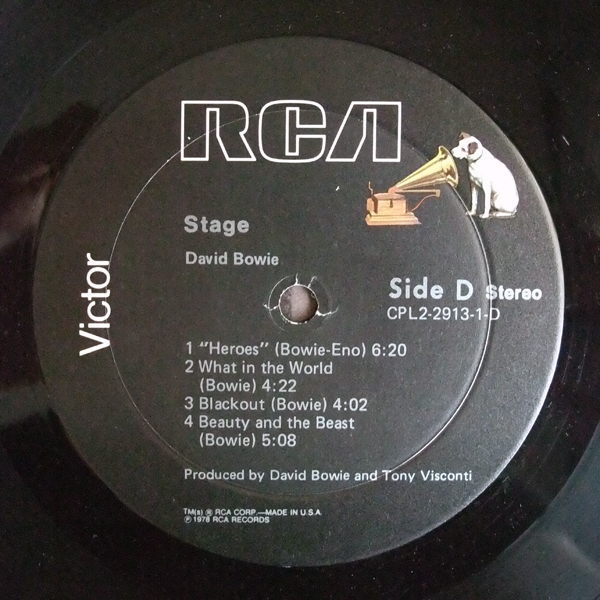 RCA
Victor
Stage
David Bowie
Side D Stereo
CPL2-2913-1-D
1 “Heroes” (Bowie-Eno) 6:20
2 What in the World
(Bowie) 4:22
3 Blackout (Bowie) 4:02
4 Beauty and the Beast
(Bowie) 5:08
Produced by David Bowie and Tony Visconti
TM(s) ® RCA CORP.—MADE IN U.S.A.
℗ 1978 RCA RECORDS